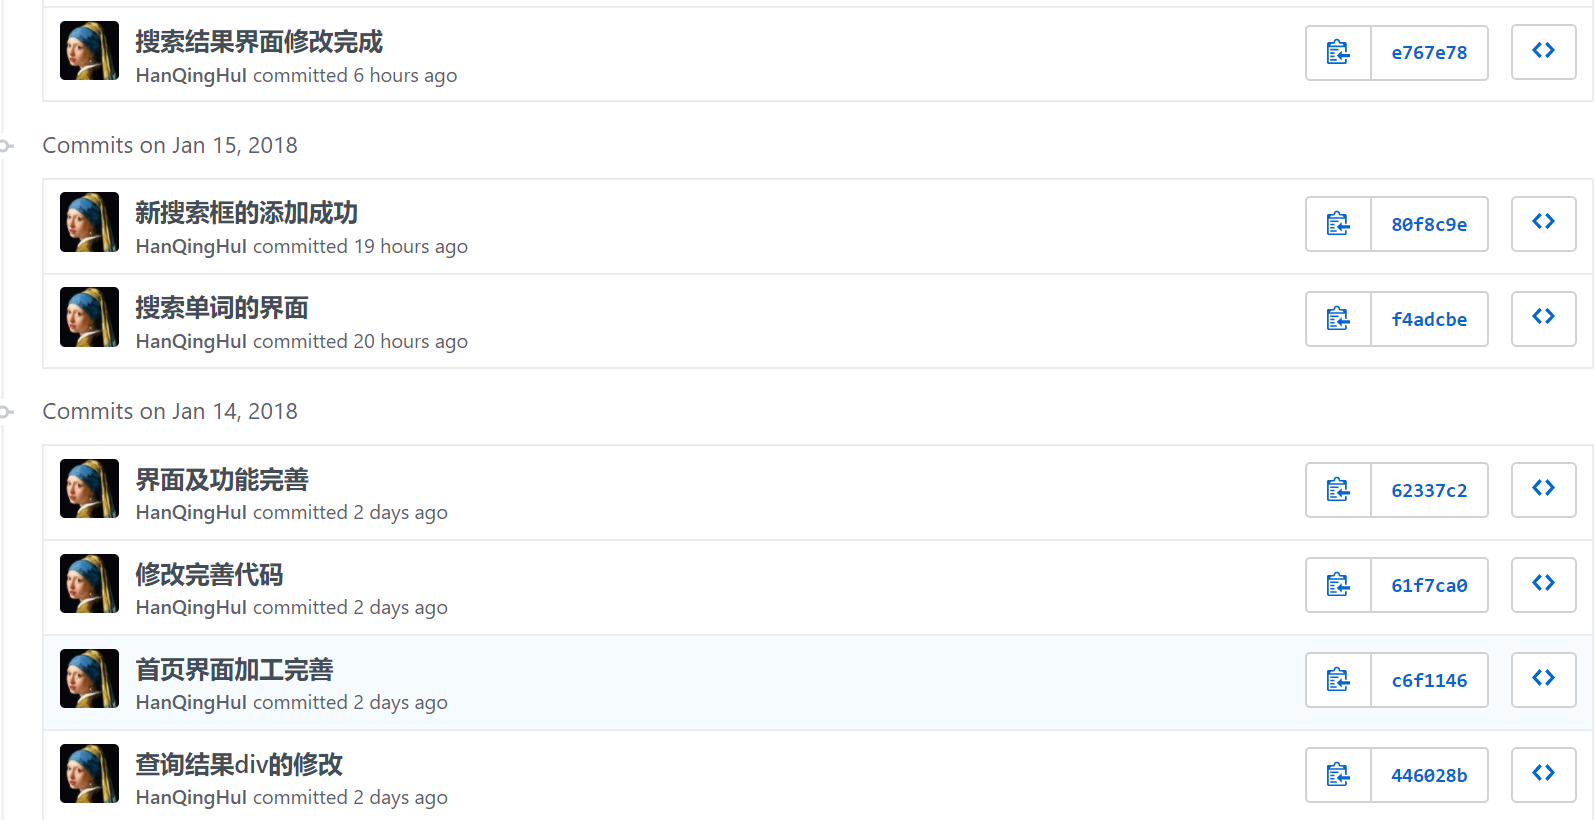 搜索结果界面修改完成
HanQingHuI committed 6 hours ago
e767e78
Commits on Jan 15, 2018
新搜索框的添加成功
HanQingHuI committed 19 hours ago
80f8c9e
搜索单词的界面
HanQingHuI committed 20 hours ago
f4adcbe
Commits on Jan 14, 2018
界面及功能完善
HanQingHuI committed 2 days ago
62337c2
修改完善代码
HanQingHuI committed 2 days ago
61f7ca0
首页界面加工完善
HanQingHuI committed 2 days ago
c6f1146
查询结果div的修改
HanQingHuI committed 2 days ago
446028b